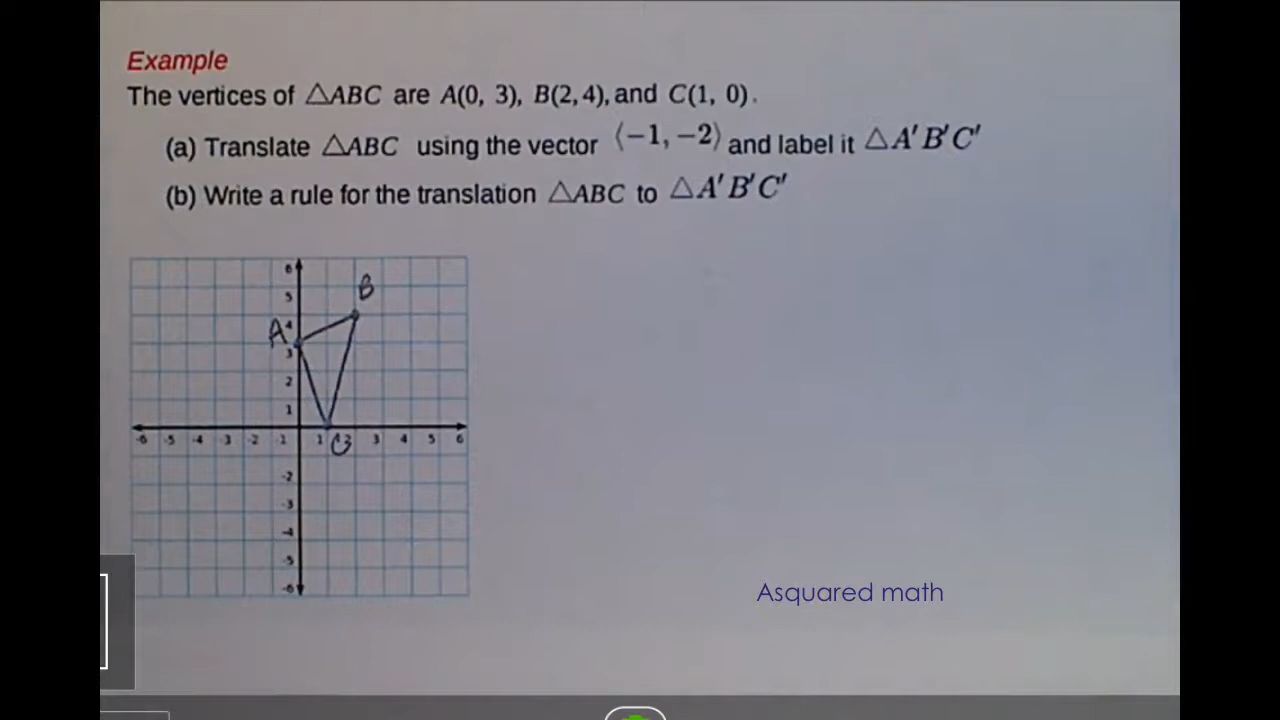 Example
The vertices of △ABC are A(0, 3), B(2,4), and C(1, 0).
(a) Translate △ABC using the vector ⟨−1, −2⟩ and label it △A′B′C′
(b) Write a rule for the translation △ABC to △A′B′C′
6
5
B
A 4
3
2
1
-6 -5 -4 -3 -2 -1 1 2 3 4 5 6
C
-2
-3
-4
-5
-6
Asquared math